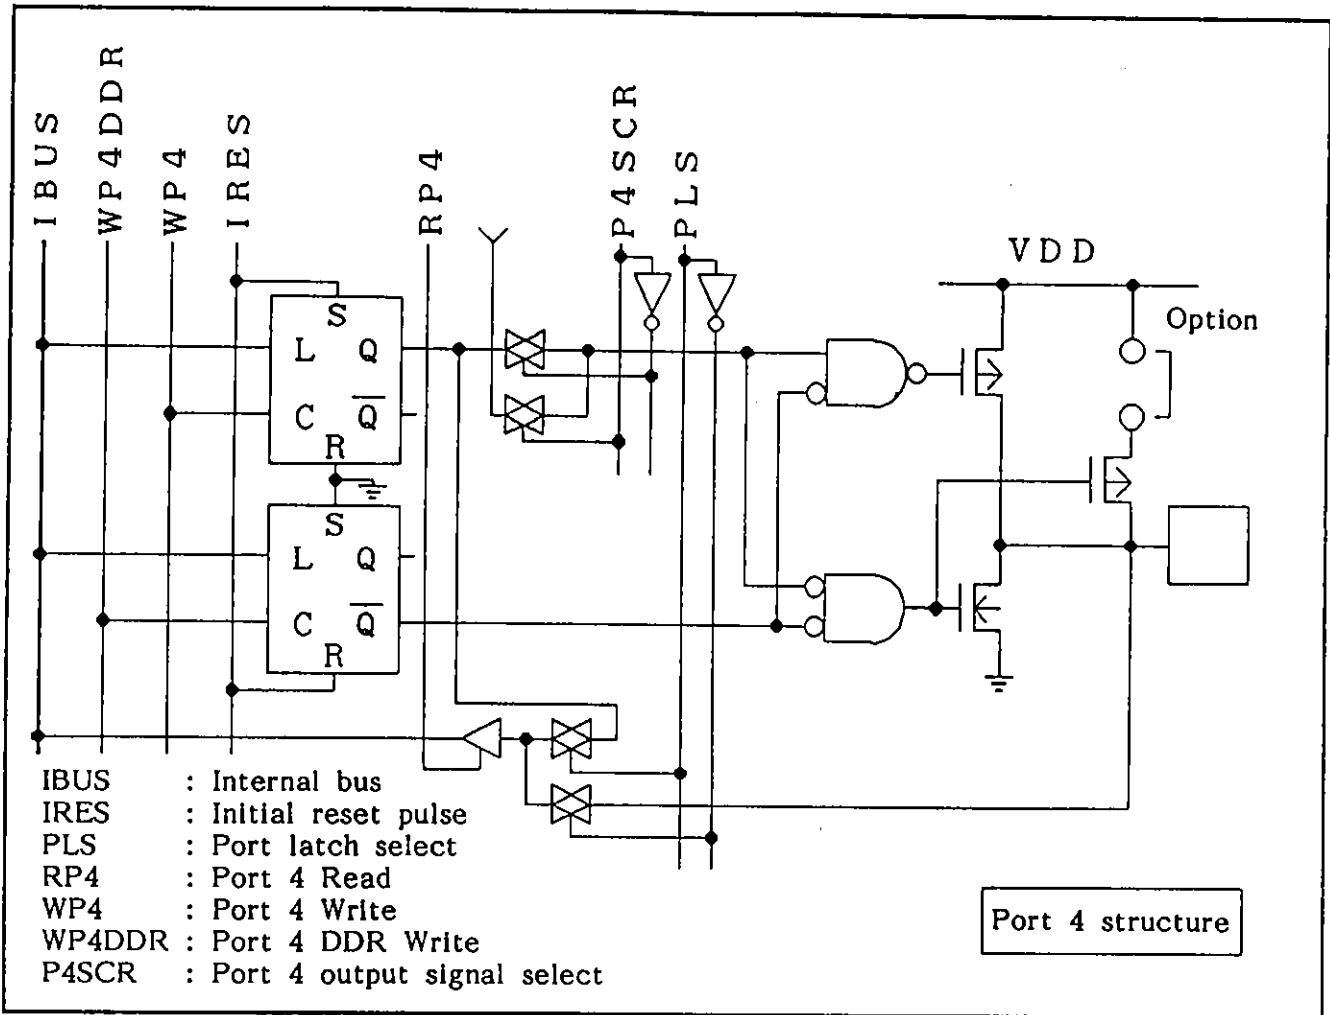 IBUS
WP4DDR
WP4
IRES
RP4
P4SCR
PLS
VDD
Option
S
L Q
C Q̅
R
S
L Q
C Q̅
R
IBUS : Internal bus
IRES : Initial reset pulse
PLS : Port latch select
RP4 : Port 4 Read
WP4 : Port 4 Write
WP4DDR : Port 4 DDR Write
P4SCR : Port 4 output signal select
Port 4 structure